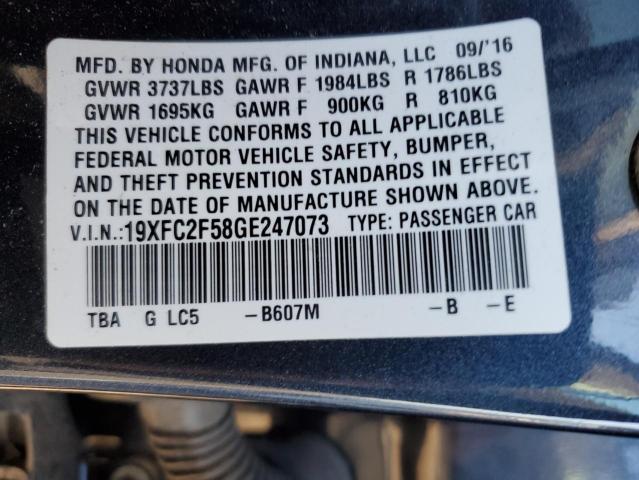 MFD. BY HONDA MFG. OF INDIANA, LLC 09/'16
GVWR 3737LBS GAWR F 1984LBS R 1786LBS
GVWR 1695KG GAWR F 900KG R 810KG
THIS VEHICLE CONFORMS TO ALL APPLICABLE
FEDERAL MOTOR VEHICLE SAFETY, BUMPER,
AND THEFT PREVENTION STANDARDS IN EFFECT
ON THE DATE OF MANUFACTURE SHOWN ABOVE.
V.I.N.:19XFC2F58GE247073 TYPE: PASSENGER CAR
TBA G LC5 -B607M -B -E